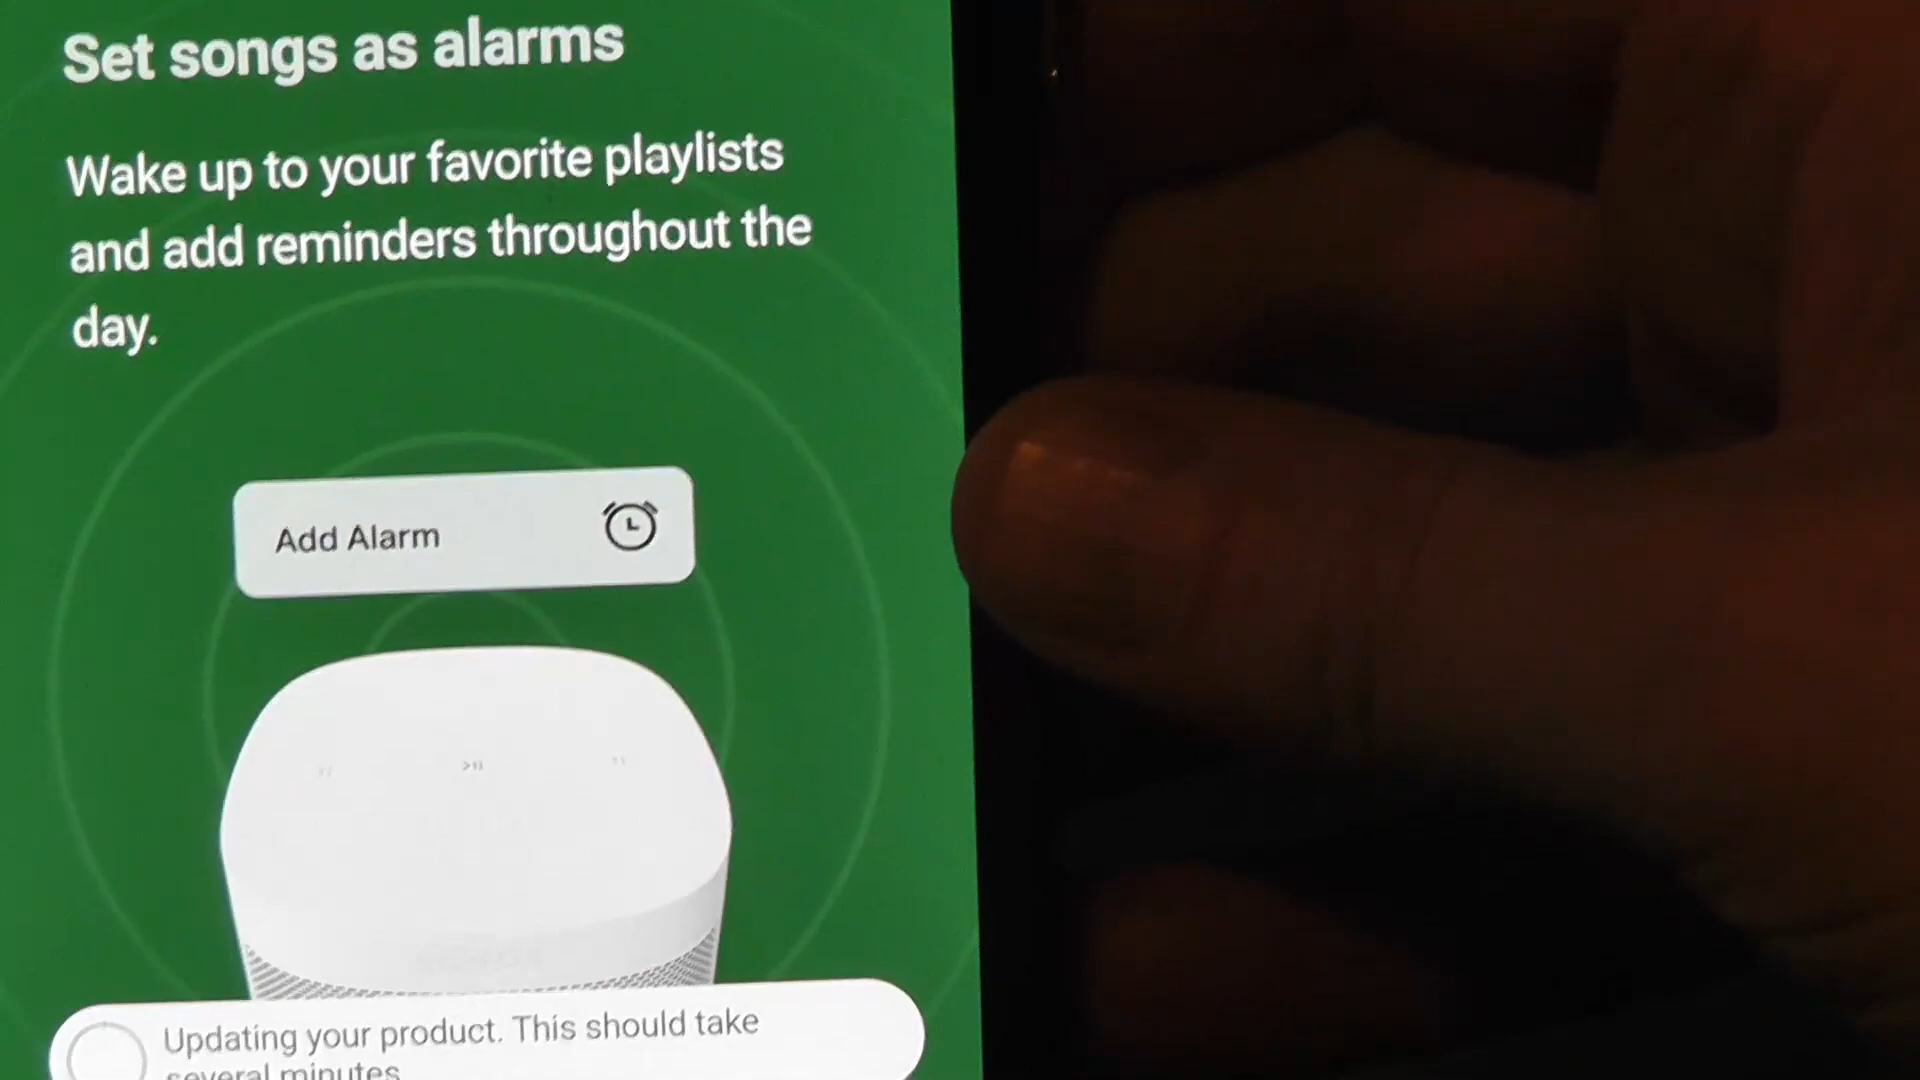 Set songs as alarms
Wake up to your favorite playlists
and add reminders throughout the
day.
Add Alarm
Updating your product. This should take
several minutes